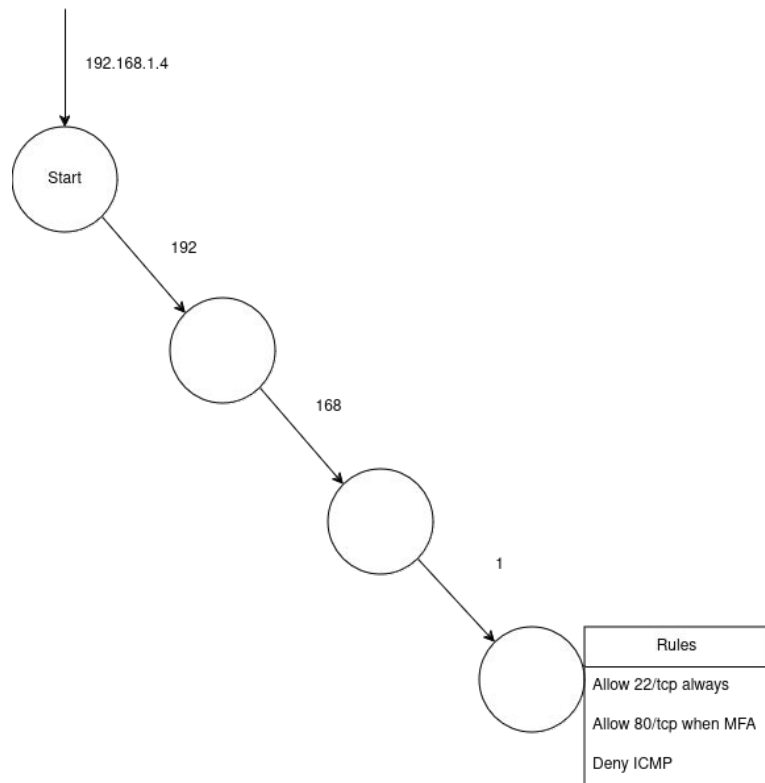 192.168.1.4
Start
192
168
1
Rules
Allow 22/tcp always
Allow 80/tcp when MFA
Deny ICMP